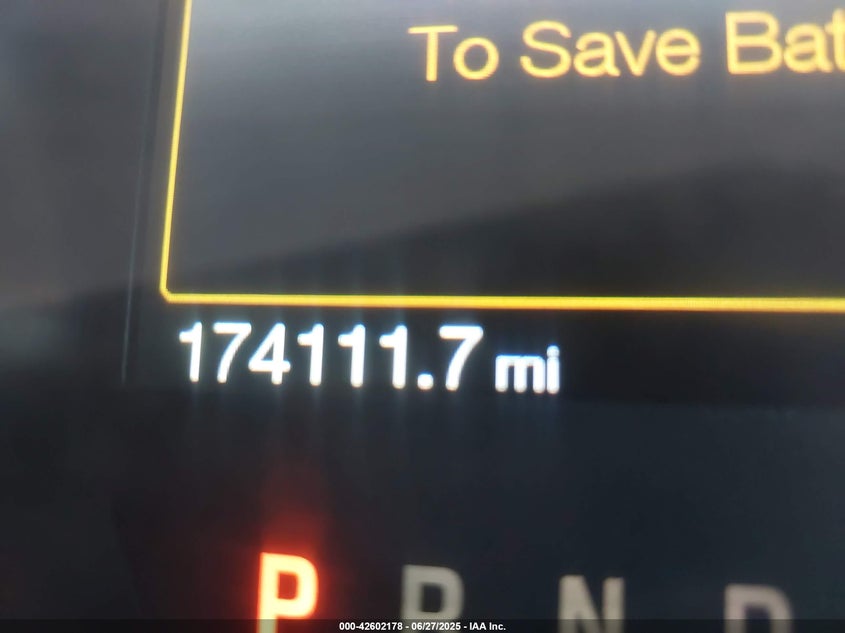 To Save Bat
174111.7 mi
P R N D
000-42602178 - 06/27/2025 - IAA Inc.